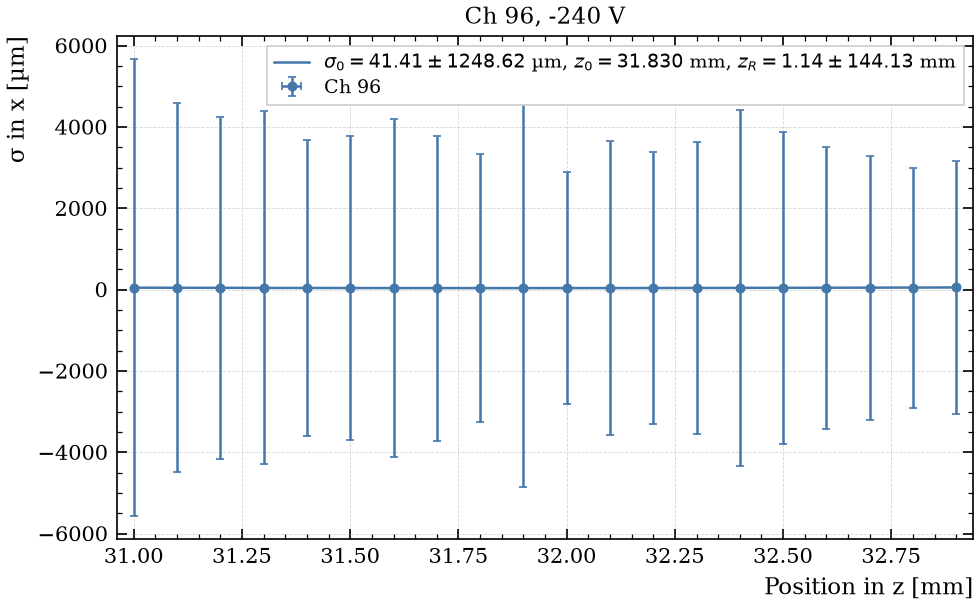 Ch 96, -240 V
σ in x [µm]
6000
4000
2000
0
−2000
−4000
−6000
σ₀ = 41.41 ± 1248.62 µm, z₀ = 31.830 mm, z_R = 1.14 ± 144.13 mm
Ch 96
31.00 31.25 31.50 31.75 32.00 32.25 32.50 32.75
Position in z [mm]